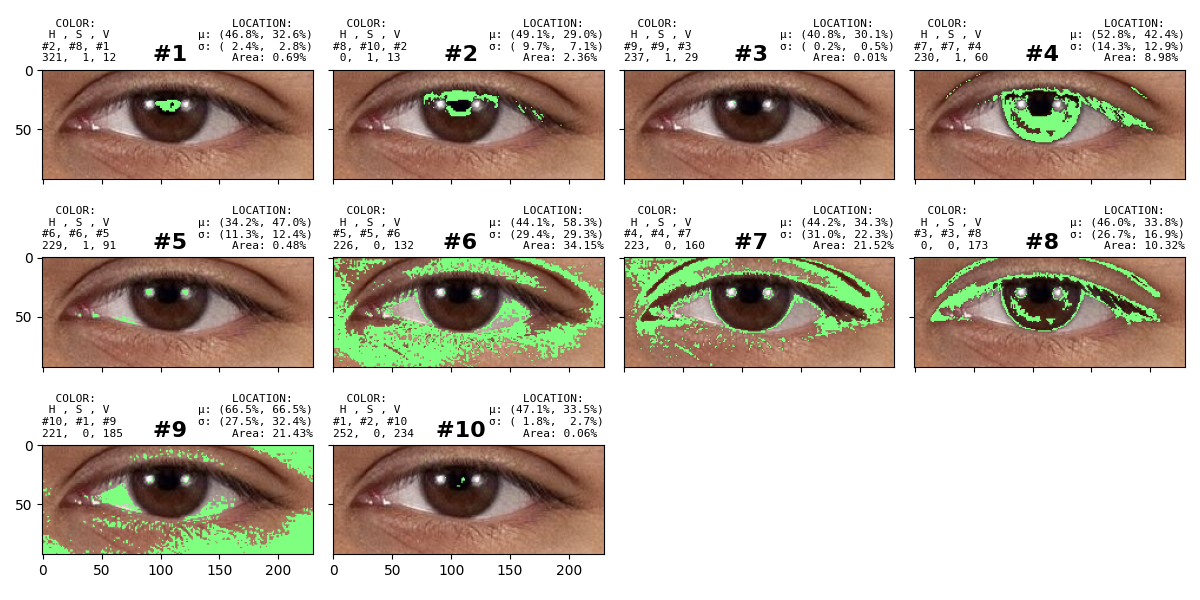 COLOR: LOCATION:
H , S , V μ: (46.8%, 32.6%)
#2, #8, #1 #1 σ: ( 2.4%, 2.8%)
321, 1, 12 Area: 0.69%
COLOR: LOCATION:
H , S , V μ: (49.1%, 29.0%)
#8, #10, #2 #2 σ: ( 9.7%, 7.1%)
0, 1, 13 Area: 2.36%
COLOR: LOCATION:
H , S , V μ: (40.8%, 30.1%)
#9, #9, #3 #3 σ: ( 0.2%, 0.5%)
237, 1, 29 Area: 0.01%
COLOR: LOCATION:
H , S , V μ: (52.8%, 42.4%)
#7, #7, #4 #4 σ: (14.3%, 12.9%)
230, 1, 60 Area: 8.98%
0
50
COLOR: LOCATION:
H , S , V μ: (34.2%, 47.0%)
#6, #6, #5 #5 σ: (11.3%, 12.4%)
229, 1, 91 Area: 0.48%
COLOR: LOCATION:
H , S , V μ: (44.1%, 58.3%)
#5, #5, #6 #6 σ: (29.4%, 29.3%)
226, 0, 132 Area: 34.15%
COLOR: LOCATION:
H , S , V μ: (44.2%, 34.3%)
#4, #4, #7 #7 σ: (31.0%, 22.3%)
223, 0, 160 Area: 21.52%
COLOR: LOCATION:
H , S , V μ: (46.0%, 33.8%)
#3, #3, #8 #8 σ: (26.7%, 16.9%)
0, 0, 173 Area: 10.32%
0
50
COLOR: LOCATION:
H , S , V μ: (66.5%, 66.5%)
#10, #1, #9 #9 σ: (27.5%, 32.4%)
221, 0, 185 Area: 21.43%
COLOR: LOCATION:
H , S , V μ: (47.1%, 33.5%)
#1, #2, #10 #10 σ: ( 1.8%, 2.7%)
252, 0, 234 Area: 0.06%
0
50
0 50 100 150 200
0 50 100 150 200